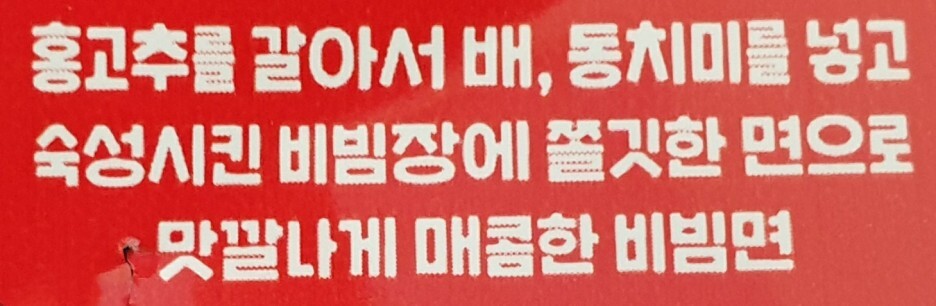 홍고추를 갈아서 배, 동치미를 넣고
숙성시킨 비빔장에 쫄깃한 면으로
맛깔나게 매콤한 비빔면